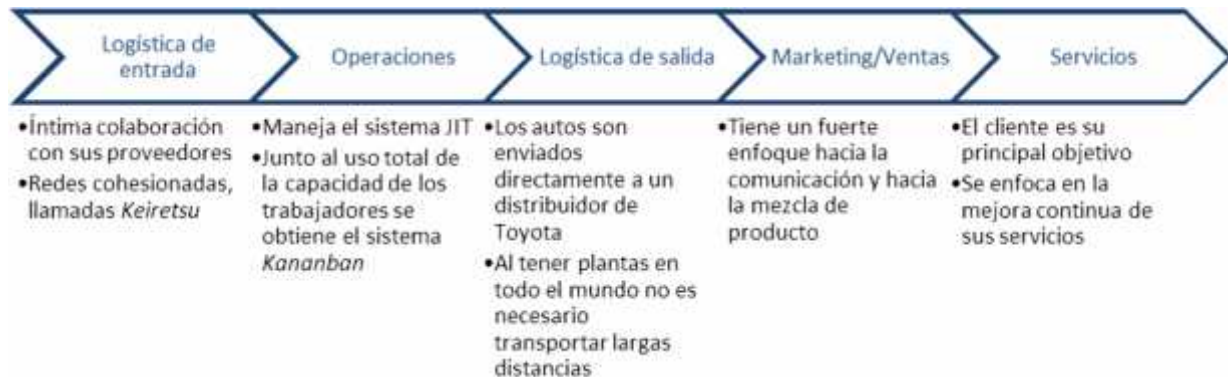 Logística de
entrada
Operaciones
Logística de salida
Marketing/Ventas
Servicios
•Íntima colaboración
con sus proveedores
•Redes cohesionadas,
llamadas Keiretsu
•Maneja el sistema JIT
•Junto al uso total de
la capacidad de los
trabajadores se
obtiene el sistema
Kananban
•Los autos son
enviados
directamente a un
distribuidor de
Toyota
•Al tener plantas en
todo el mundo no es
necesario
transportar largas
distancias
•Tiene un fuerte
enfoque hacia la
comunicación y hacia
la mezcla de
producto
•El cliente es su
principal objetivo
•Se enfoca en la
mejora continua de
sus servicios